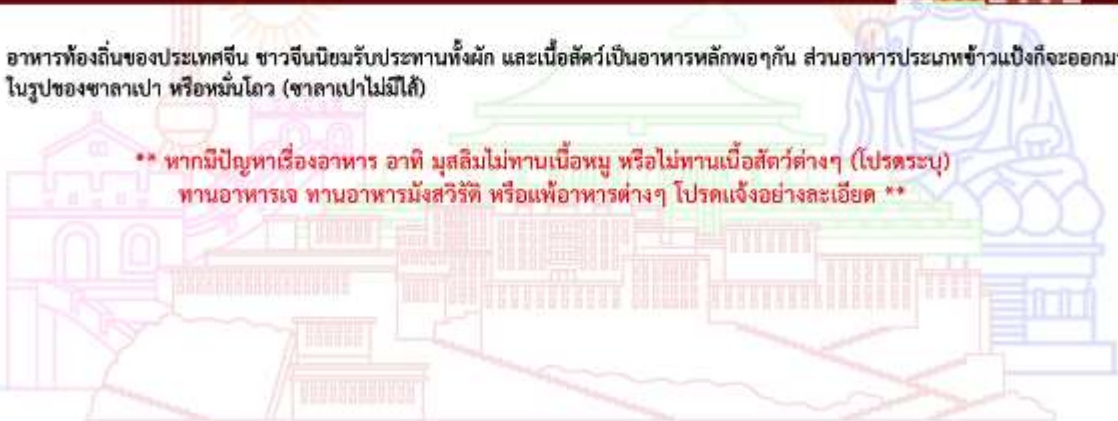 อาหารท้องถิ่นของประเทศจีน ชาวจีนนิยมรับประทานทั้งผัก และเนื้อสัตว์เป็นอาหารหลักพอๆกัน ส่วนอาหารประเภทข้าวแป้งก็จะออกมา
ในรูปของซาลาเปา หรือหมั่นโถว (ซาลาเปาไม่มีไส้)
** หากมีปัญหาเรื่องอาหาร อาทิ มุสลิมไม่ทานเนื้อหมู หรือไม่ทานเนื้อสัตว์ต่างๆ (โปรดระบุ)
ทานอาหารเจ ทานอาหารมังสวิรัติ หรือแพ้อาหารต่างๆ โปรดแจ้งอย่างละเอียด **